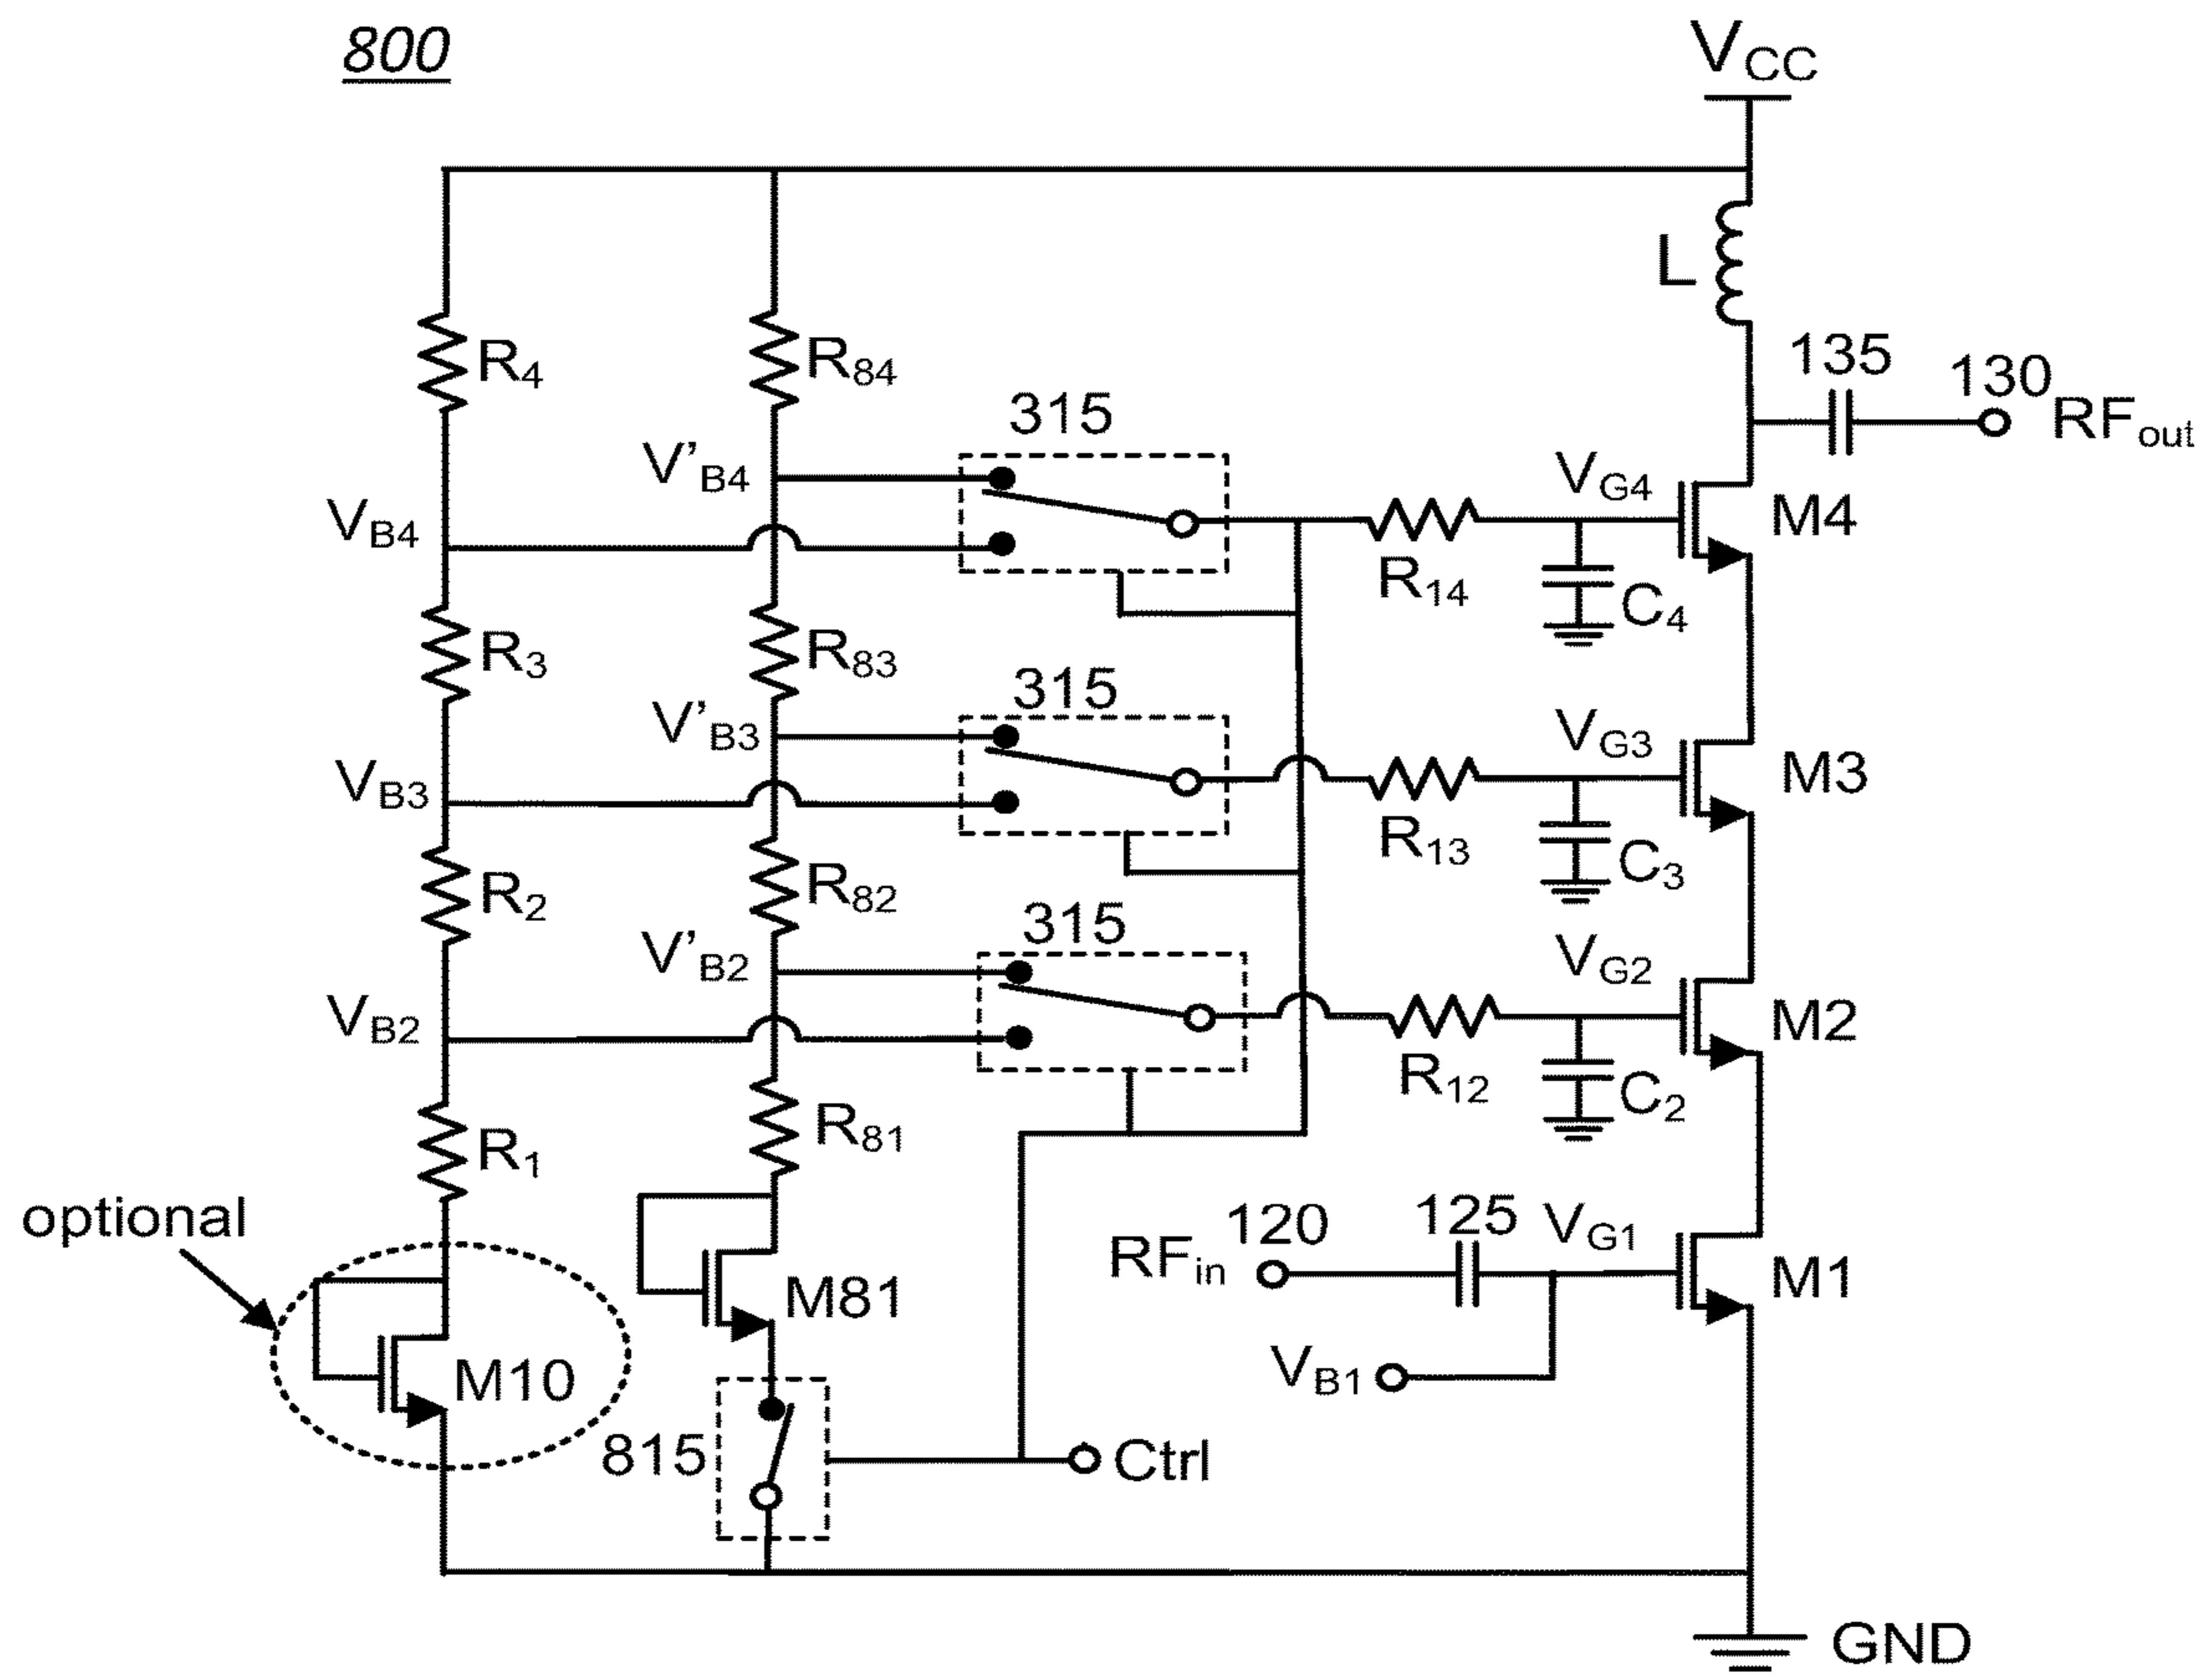 800
VCC
L
R4
R84
135
130
RFout
315
V'B4
VG4
VB4
M4
R14
C4
R3
R83
315
V'B3
VG3
VB3
M3
R13
C3
R2
R82
315
V'B2
VG2
VB2
M2
R12
C2
R1
R81
optional
RFin
120
125
VG1
M81
M1
M10
VB1
815
Ctrl
GND